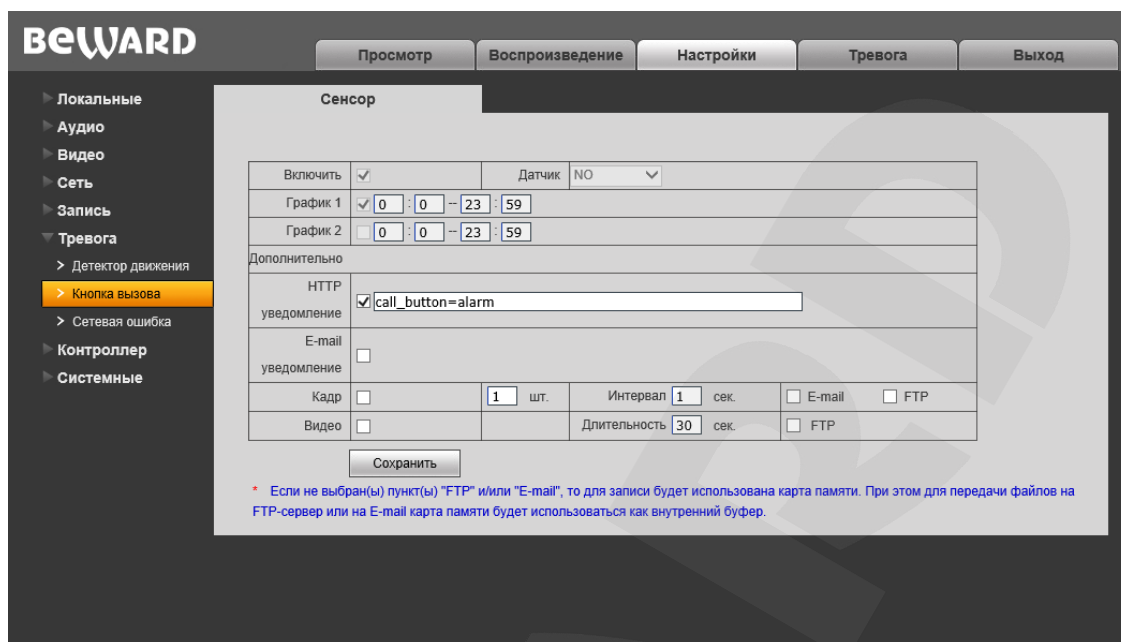 BEWARD
Просмотр Воспроизведение Настройки Тревога Выход
Локальные
Аудио
Видео
Сеть
Запись
Тревога
> Детектор движения
> Кнопка вызова
> Сетевая ошибка
Контроллер
Системные
Сенсор
Включить Датчик NO
График 1 0 : 0 -- 23 : 59
График 2 0 : 0 -- 23 : 59
Дополнительно
HTTP
уведомление call_button=alarm
E-mail
уведомление
Кадр 1 шт. Интервал 1 сек. E-mail FTP
Видео Длительность 30 сек. FTP
Сохранить
* Если не выбран(ы) пункт(ы) "FTP" и/или "E-mail", то для записи будет использована карта памяти. При этом для передачи файлов на
FTP-сервер или на E-mail карта памяти будет использоваться как внутренний буфер.